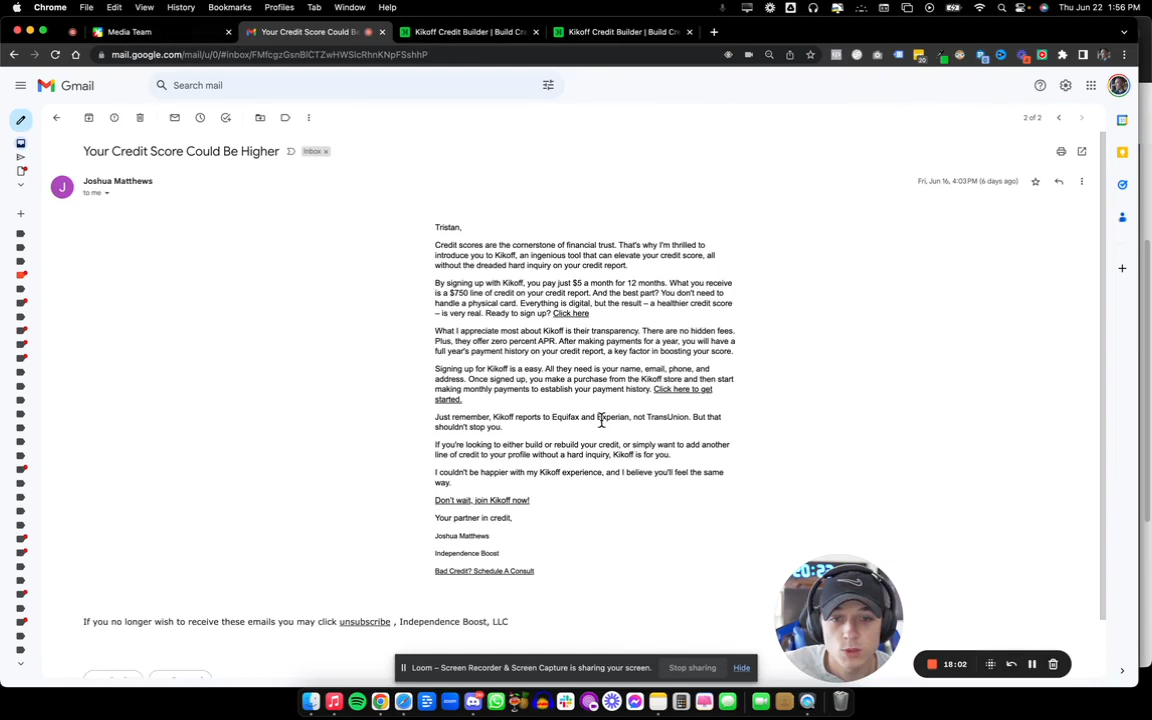 Chrome File Edit View History Bookmarks Profiles Tab Window Help Thu Jun 22 1:56 PM
Media Team Your Credit Score Could B Kikoff Credit Builder | Build Cre Kikoff Credit Builder | Build Cre
mail.google.com/mail/u/0/#inbox/
Gmail Search mail
2 of 2
Your Credit Score Could Be Higher Inbox x
Joshua Matthews Fri, Jun 16, 4:03 PM (6 days ago)
to me
Tristan,
Credit scores are the cornerstone of financial trust. That's why I'm thrilled to
introduce you to Kikoff, an ingenious tool that can elevate your credit score, all
without the dreaded hard inquiry on your credit report.
By signing up with Kikoff, you pay just $5 a month for 12 months. What you receive
is a $750 line of credit on your credit report. And the best part? You don't need to
handle a physical card. Everything is digital, but the result – a healthier credit score
– is very real. Ready to sign up? Click here
What I appreciate most about Kikoff is their transparency. There are no hidden fees.
Plus, they offer zero percent APR. After making payments for a year, you will have a
full year's payment history on your credit report, a key factor in boosting your score.
Signing up for Kikoff is a easy. All they need is your name, email, phone, and
address. Once signed up, you make a purchase from the Kikoff store and then start
making monthly payments to establish your payment history. Click here to get
started.
Just remember, Kikoff reports to Equifax and Experian, not TransUnion. But that
shouldn't stop you.
If you're looking to either build or rebuild your credit, or simply want to add another
line of credit to your profile without a hard inquiry, Kikoff is for you.
I couldn't be happier with my Kikoff experience, and I believe you'll feel the same
way.
Don't wait, join Kikoff now!
Your partner in credit,
Joshua Matthews
Independence Boost
Bad Credit? Schedule A Consult
If you no longer wish to receive these emails you may click unsubscribe , Independence Boost, LLC
Loom – Screen Recorder & Screen Capture is sharing your screen. Stop sharing Hide
18:02